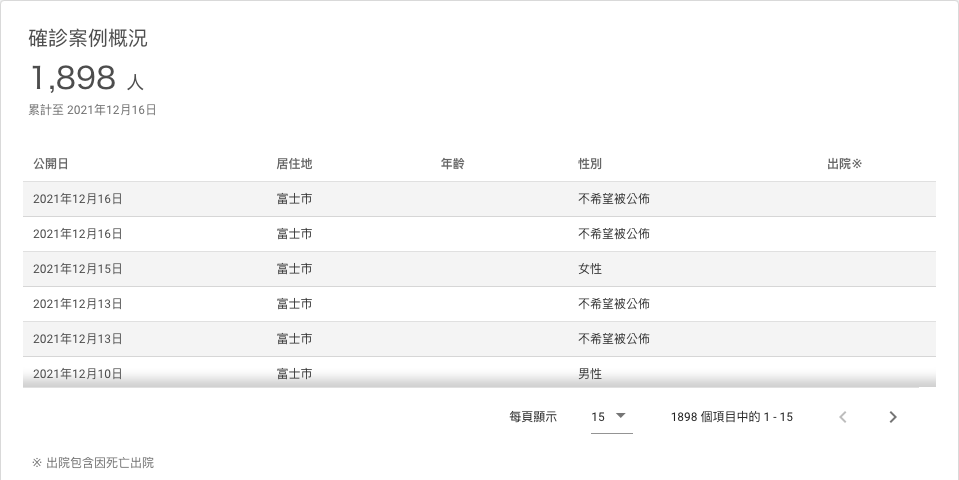 確診案例概況
1,898 人
累計至 2021年12月16日
公開日 居住地 年齡 性別 出院※
2021年12月16日 富士市 不希望被公佈
2021年12月16日 富士市 不希望被公佈
2021年12月15日 富士市 女性
2021年12月13日 富士市 不希望被公佈
2021年12月13日 富士市 不希望被公佈
2021年12月10日 富士市 男性
每頁顯示 15 1898 個項目中的 1 - 15
※ 出院包含因死亡出院